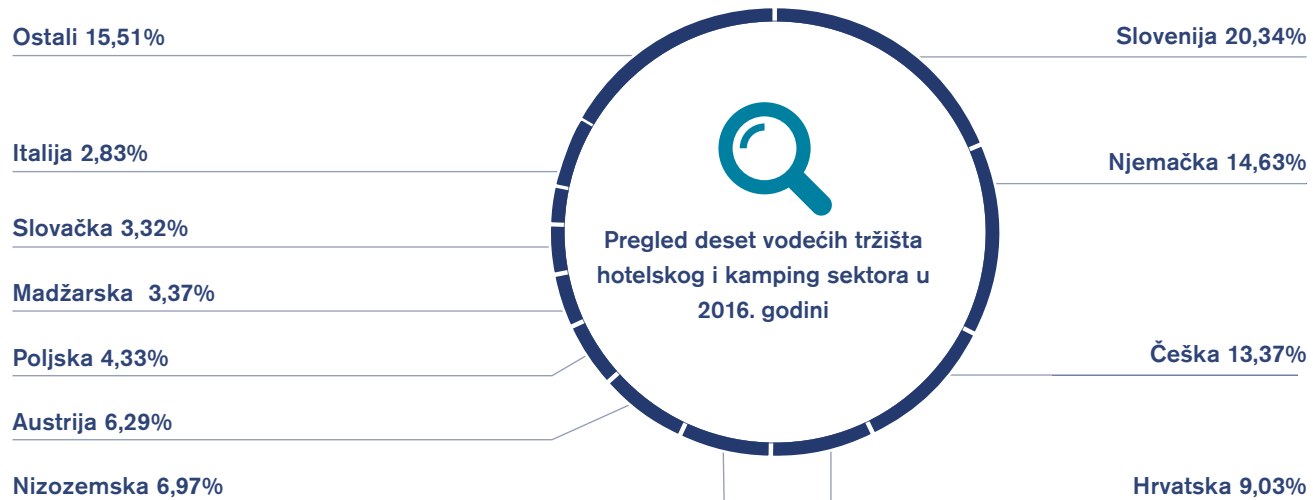 Ostali 15,51%
Italija 2,83%
Slovačka 3,32%
Madžarska 3,37%
Poljska 4,33%
Austrija 6,29%
Nizozemska 6,97%
Pregled deset vodećih tržišta
hotelskog i kamping sektora u
2016. godini
Slovenija 20,34%
Njemačka 14,63%
Češka 13,37%
Hrvatska 9,03%